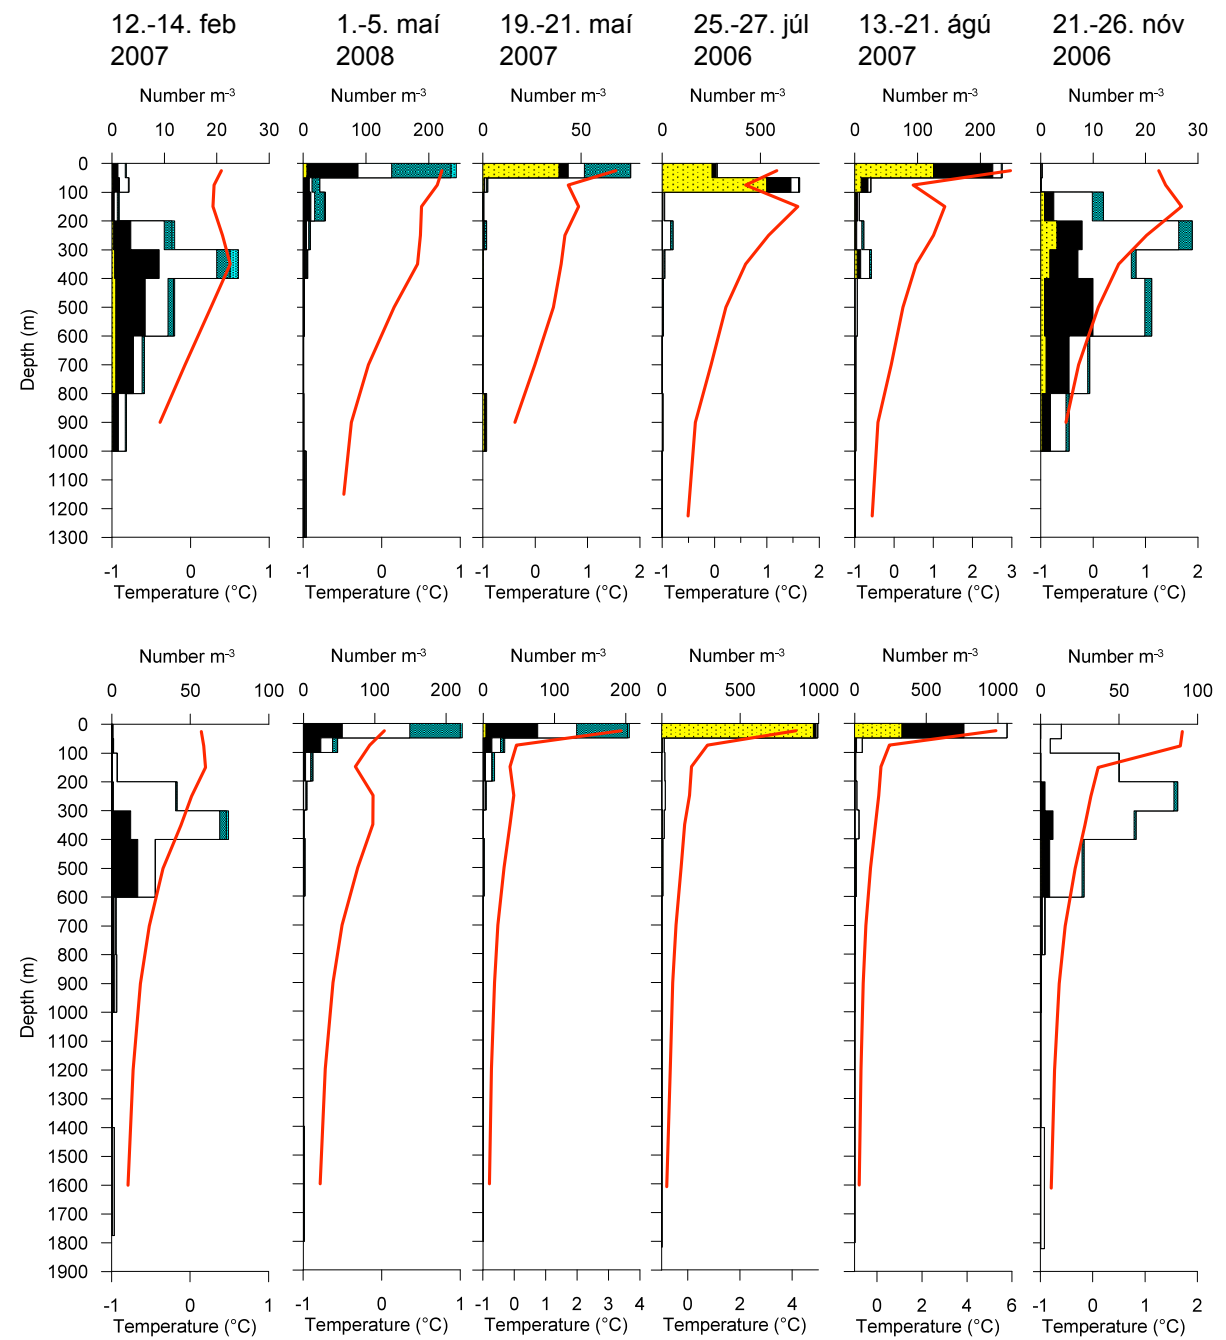 12.-14. feb 1.-5. maí 19.-21. maí 25.-27. júl 13.-21. ágú 21.-26. nóv
2007 2008 2007 2006 2007 2006
Number m-3 Number m-3 Number m-3 Number m-3 Number m-3 Number m-3
0 10 20 30 0 100 200 0 50 0 500 0 100 200 0 10 20 30
0
100
200
300
400
500
600
700
800
900
1000
1100
1200
1300
Depth (m)
-1 0 1 -1 0 1 -1 0 1 2 -1 0 1 2 -1 0 1 2 3 -1 0 1 2
Temperature (°C) Temperature (°C) Temperature (°C) Temperature (°C) Temperature (°C) Temperature (°C)
Number m-3 Number m-3 Number m-3 Number m-3 Number m-3 Number m-3
0 50 100 0 100 200 0 100 200 0 500 1000 0 500 1000 0 50 100
0
100
200
300
400
500
600
700
800
900
1000
1100
1200
1300
1400
1500
1600
1700
1800
1900
Depth (m)
-1 0 1 -1 0 1 -1 0 1 2 3 4 -1 0 2 4 0 2 4 6 -1 0 1 2
Temperature (°C) Temperature (°C) Temperature (°C) Temperature (°C) Temperature (°C) Temperature (°C)